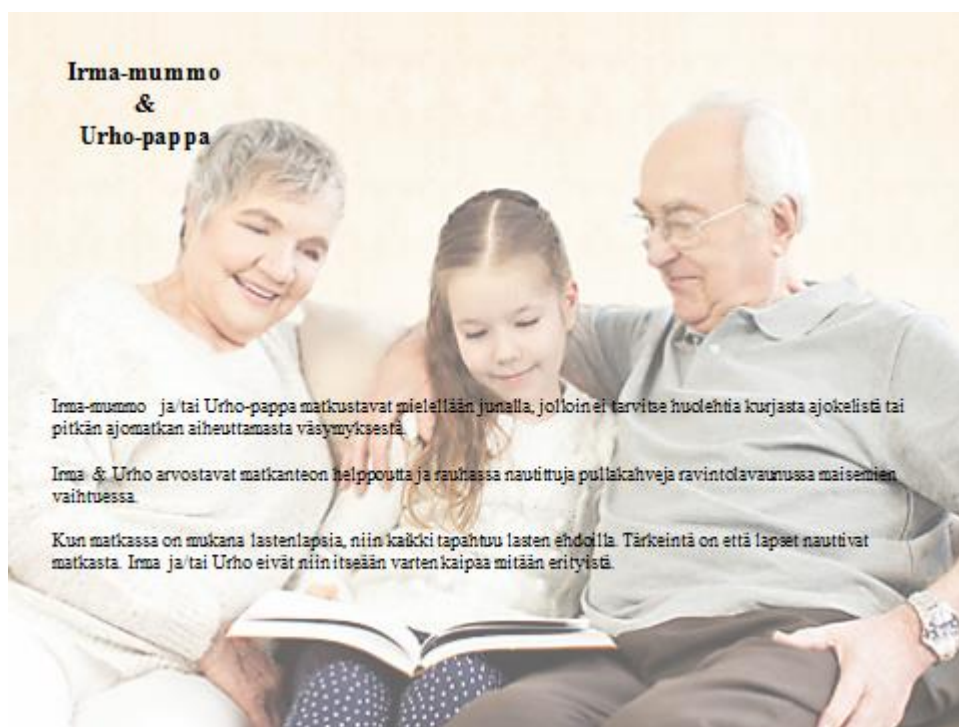 Irma-mummo
&
Urho-pappa
Irma-mummo ja/tai Urho-pappa matkustavat mielellään junalla, jolloin ei tarvitse huolehtia kurjasta ajokelistä tai
pitkän ajomatkan aiheuttamasta väsymyksestä.
Irma & Urho arvostavat matkanteon helppoutta ja rauhassa nautittuja pullakahveja ravintolavaunussa maisemien
vaihtuessa.
Kun matkassa on mukana lastenlapsia, niin kaikki tapahtuu lasten ehdoilla. Tärkeintä on että lapset nauttivat
matkasta. Irma ja/tai Urho eivät niin itseään varten kaipaa mitään erityistä.